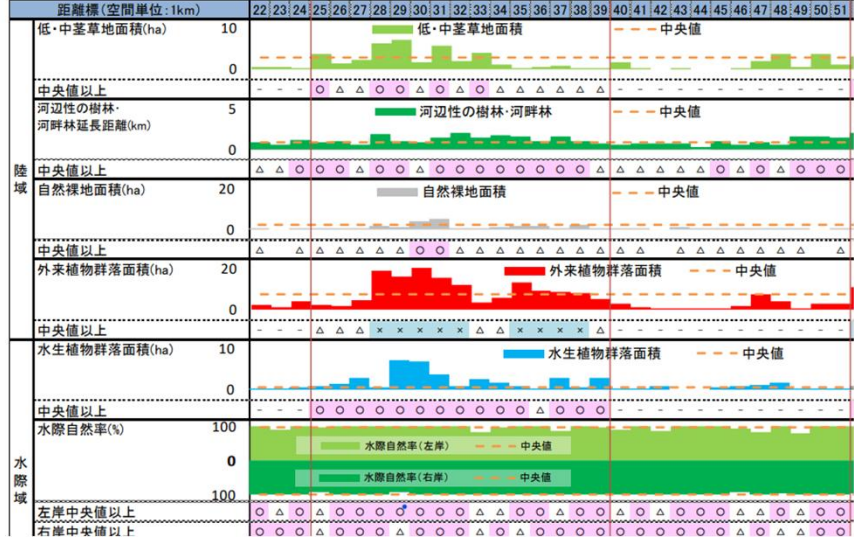 距離標(空間単位:1km) 22 23 24 25 26 27 28 29 30 31 32 33 34 35 36 37 38 39 40 41 42 43 44 45 46 47 48 49 50 51
陸域
低・中茎草地面積(ha) 10 0
低・中茎草地面積 中央値
中央値以上 - - - ○ △ △ ○ ○ △ ○ △ ○ △ △ △ △ △ △ - - - - - - - - - - - -
河辺性の樹林・
河畔林延長距離(km) 5 0
河辺性の樹林・河畔林 中央値
中央値以上 △ △ ○ ○ ○ △ ○ ○ △ ○ ○ ○ ○ ○ ○ ○ ○ △ △ △ △ △ △ ○ △ ○ △ ○ ○ ○
自然裸地面積(ha) 20 0
自然裸地面積 中央値
中央値以上 △ △ △ △ △ △ △ ○ ○ △ △ △ △ △ △ △ △ △ △ △ △ △ △ △ △ △ △
外来植物群落面積(ha) 20 0
外来植物群落面積 中央値
中央値以上 - - - △ △ △ × × × × × △ △ × × × × △ - - - - - - - - - - - -
水際域
水生植物群落面積(ha) 10 0
水生植物群落面積 中央値
中央値以上 - - - ○ ○ ○ ○ ○ ○ ○ ○ ○ ○ ○ △ ○ ○ ○ - - - - - - - - - - - -
水際自然率(%) 100 0 100
水際自然率(左岸) 中央値
水際自然率(右岸) 中央値
左岸中央値以上
右岸中央値以上